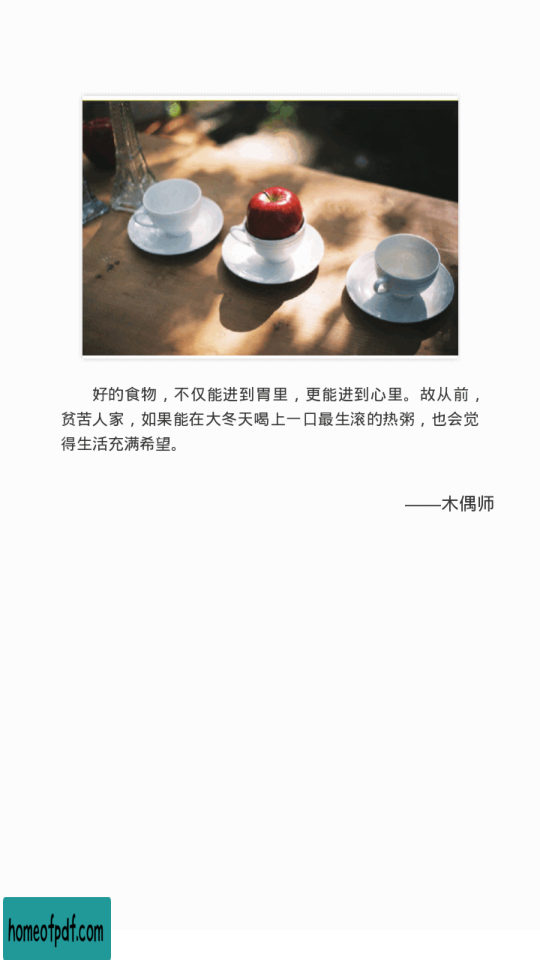 好的食物，不仅能进到胃里，更能进到心里。故从前，
贫苦人家，如果能在大冬天喝上一口最生滚的热粥，也会觉
得生活充满希望。
——木偶师
homeofpdf.com